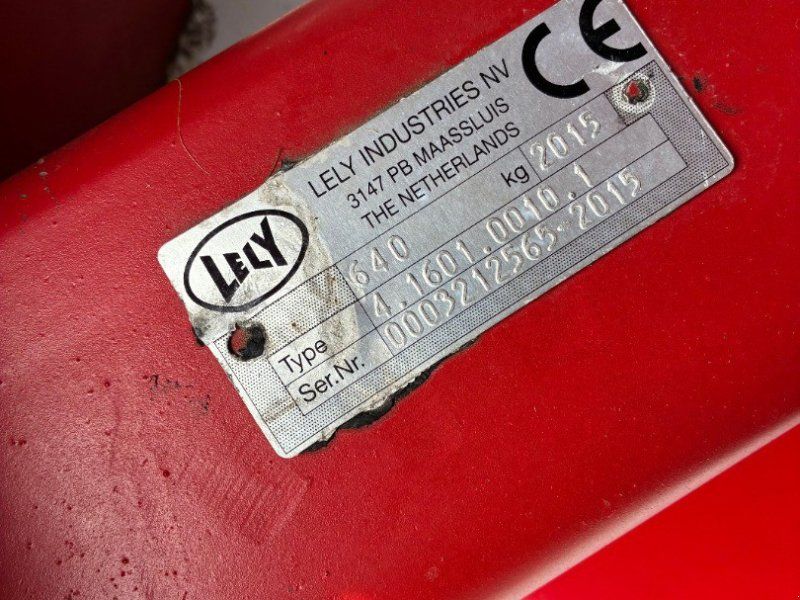 LELY INDUSTRIES NV
3147 PB MAASSLUIS
THE NETHERLANDS
CE
LELY
640 kg 2015
Type 4.1601.0010.1
Ser.Nr. 0003212565-2015